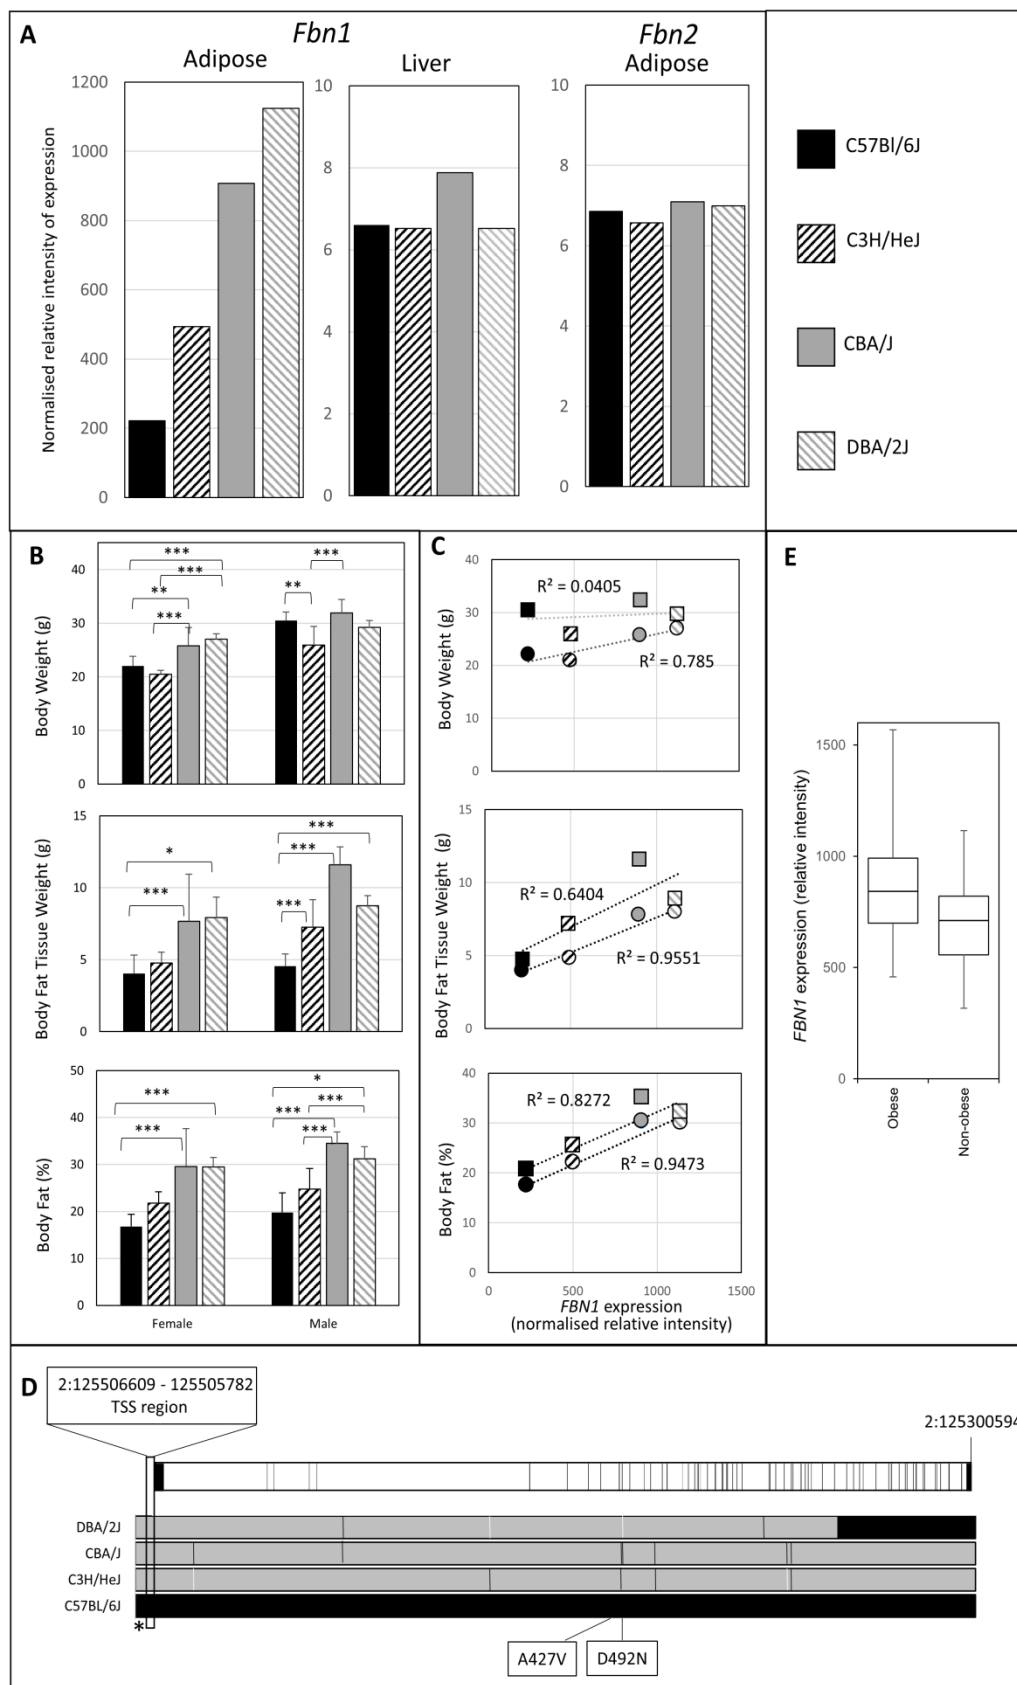 A
Fbn1
Fbn2
Adipose
Liver
Adipose
Normalised relative intensity of expression
1200
1000
800
600
400
200
0
10
8
6
4
2
0
10
8
6
4
2
0
C57Bl/6J
C3H/HeJ
CBA/J
DBA/2J
B
Body Weight (g)
40
30
20
10
0
***
***
**
***
***
**
Body Fat Tissue Weight (g)
15
10
5
0
*
***
***
***
***
Body Fat (%)
50
40
30
20
10
0
***
***
*
***
***
***
Female
Male
C
Body Weight (g)
40
30
20
10
0
R² = 0.0405
R² = 0.785
Body Fat Tissue Weight (g)
15
10
5
0
R² = 0.6404
R² = 0.9551
Body Fat (%)
40
30
20
10
0
R² = 0.8272
R² = 0.9473
0
500
1000
1500
FBN1 expression
(normalised relative intensity)
E
FBN1 expression (relative intensity)
1500
1000
500
0
Obese
Non-obese
D
2:125506609 - 125505782
TSS region
2:125300594
DBA/2J
CBA/J
C3H/HeJ
C57BL/6J
*
A427V
D492N